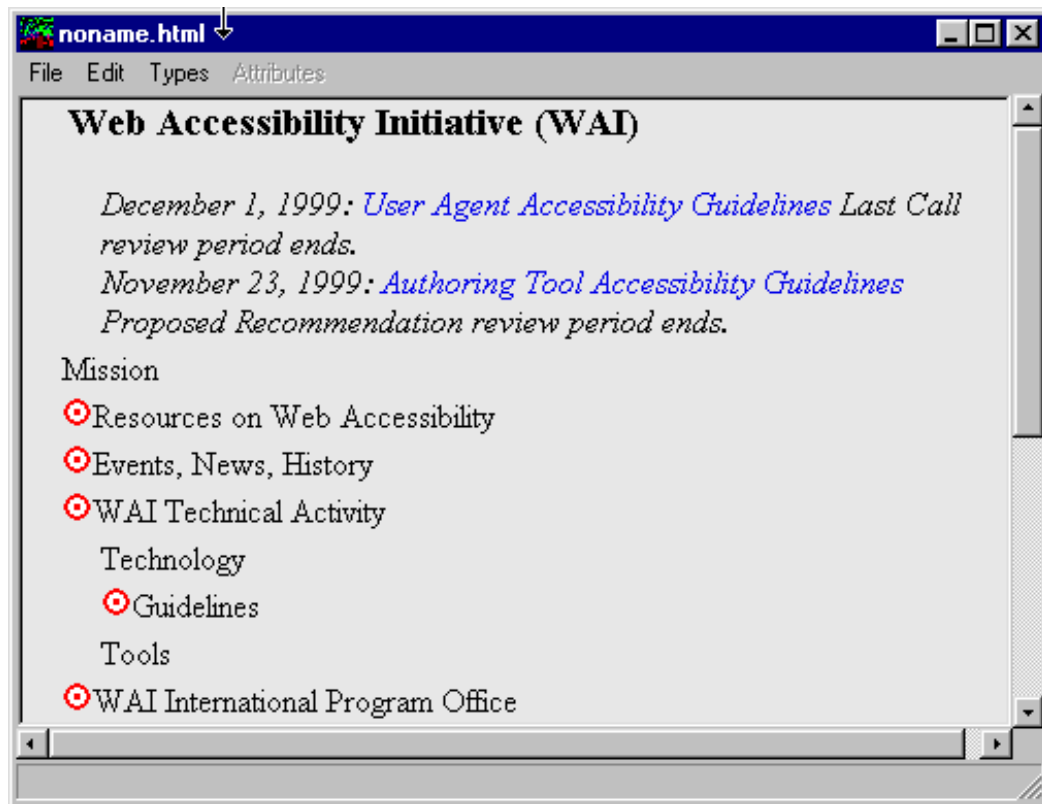 noname.html
File Edit Types Attributes
Web Accessibility Initiative (WAI)
December 1, 1999: User Agent Accessibility Guidelines Last Call
review period ends.
November 23, 1999: Authoring Tool Accessibility Guidelines
Proposed Recommendation review period ends.
Mission
Resources on Web Accessibility
Events, News, History
WAI Technical Activity
Technology
Guidelines
Tools
WAI International Program Office